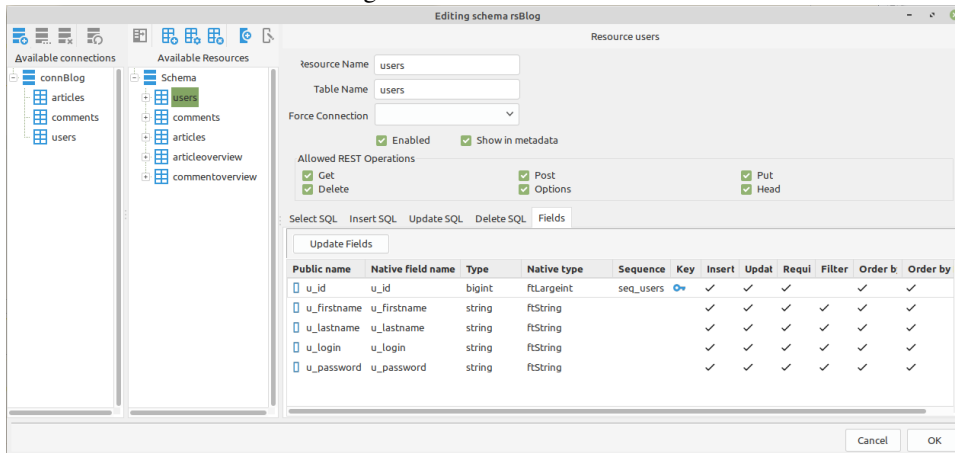 Editing schema rsBlog
Resource users
Available connections
connBlog
articles
comments
users
Available Resources
Schema
users
comments
articles
articleoverview
commentoverview
Resource Name users
Table Name users
Force Connection
Enabled Show in metadata
Allowed REST Operations
Get Post Put
Delete Options Head
Select SQL Insert SQL Update SQL Delete SQL Fields
Update Fields
Public name Native field name Type Native type Sequence Key Insert Updat Requi Filter Order b Order by
u_id u_id bigint ftLargeint seq_users
u_firstname u_firstname string ftString
u_lastname u_lastname string ftString
u_login u_login string ftString
u_password u_password string ftString
Cancel OK